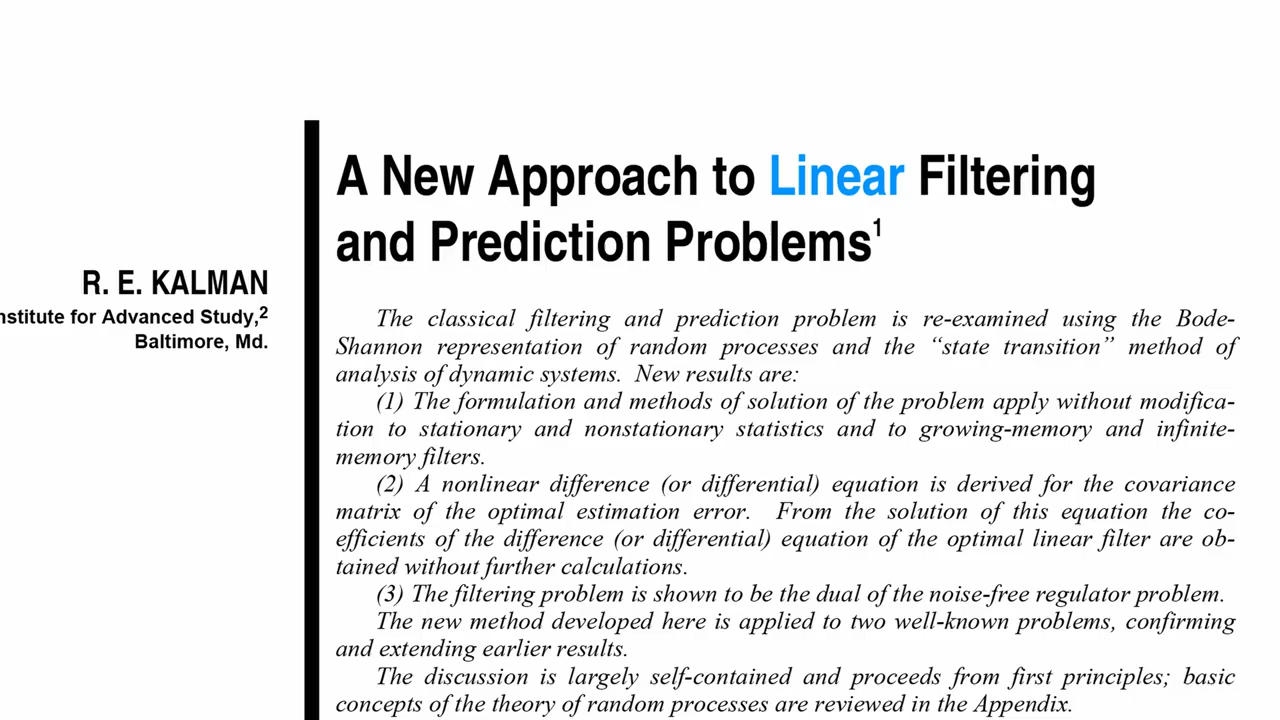 A New Approach to Linear Filtering
and Prediction Problems¹
R. E. KALMAN
nstitute for Advanced Study,²
Baltimore, Md.
The classical filtering and prediction problem is re-examined using the Bode-
Shannon representation of random processes and the “state transition” method of
analysis of dynamic systems. New results are:
(1) The formulation and methods of solution of the problem apply without modifica-
tion to stationary and nonstationary statistics and to growing-memory and infinite-
memory filters.
(2) A nonlinear difference (or differential) equation is derived for the covariance
matrix of the optimal estimation error. From the solution of this equation the co-
efficients of the difference (or differential) equation of the optimal linear filter are ob-
tained without further calculations.
(3) The filtering problem is shown to be the dual of the noise-free regulator problem.
The new method developed here is applied to two well-known problems, confirming
and extending earlier results.
The discussion is largely self-contained and proceeds from first principles; basic
concepts of the theory of random processes are reviewed in the Appendix.